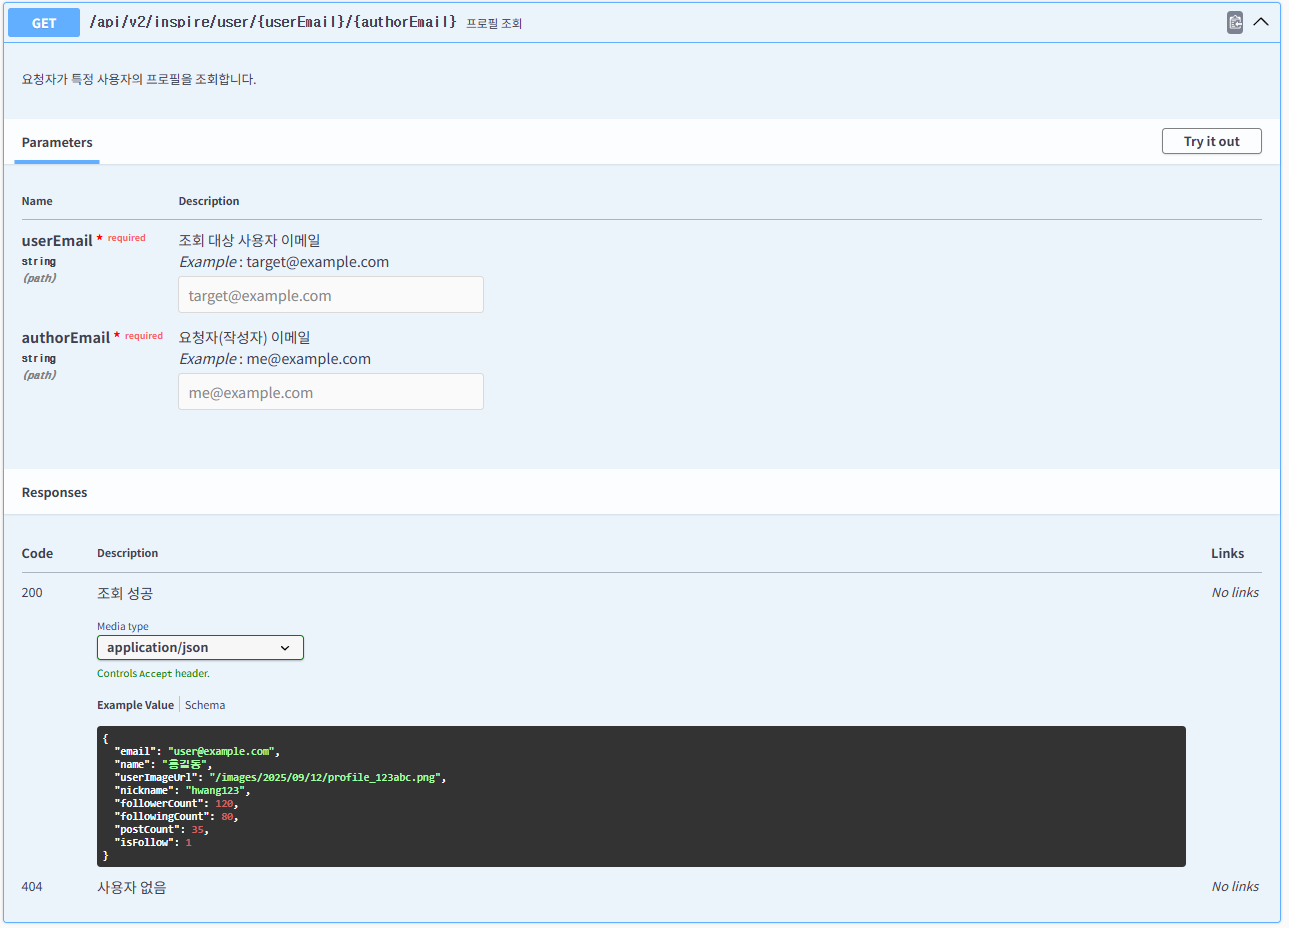 GET /api/v2/inspire/user/{userEmail}/{authorEmail} 프로필 조회
요청자가 특정 사용자의 프로필을 조회합니다.
Parameters
Try it out
Name Description
userEmail * required
string
(path)
조회 대상 사용자 이메일
Example : target@example.com
target@example.com
authorEmail * required
string
(path)
요청자(작성자) 이메일
Example : me@example.com
me@example.com
Responses
Code Description Links
200 조회 성공 No links
Media type
application/json
Controls Accept header.
Example Value Schema
{
"email": "user@example.com",
"name": "홍길동",
"userImageUrl": "/images/2025/09/12/profile_123abc.png",
"nickname": "hwang123",
"followerCount": 120,
"followingCount": 80,
"postCount": 35,
"isFollow": 1
}
404 사용자 없음 No links